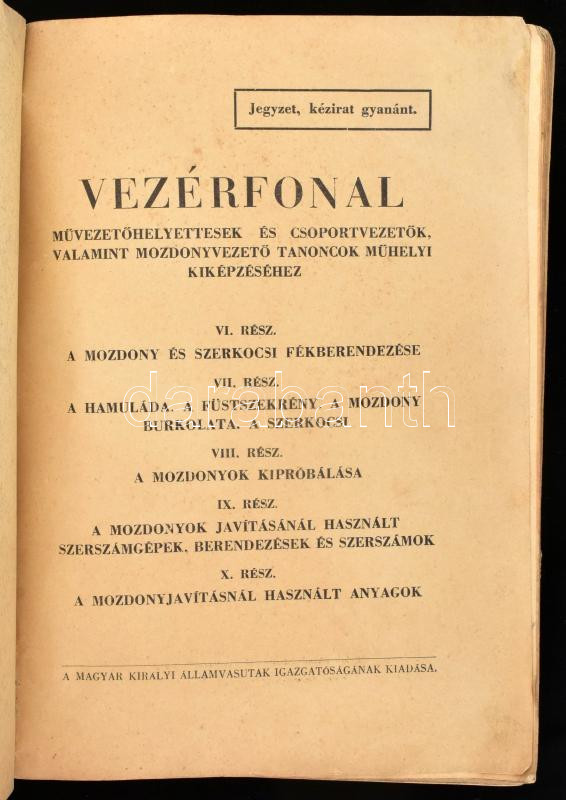 Jegyzet, kézirat gyanánt.
VEZÉRFONAL
MŰVEZETŐHELYETTESEK ÉS CSOPORTVEZETŐK,
VALAMINT MOZDONYVEZETŐ TANONCOK MŰHELYI
KIKÉPZÉSÉHEZ
VI. RÉSZ.
A MOZDONY ÉS SZERKOCSI FÉKBERENDEZÉSE
VII. RÉSZ.
A HAMULÁDA, A FÜSTSZEKRÉNY, A MOZDONY
BURKOLATA, A SZERKOCSI
darabanth
VIII. RÉSZ.
A MOZDONYOK KIPRÓBÁLÁSA
IX. RÉSZ.
A MOZDONYOK JAVÍTÁSÁNÁL HASZNÁLT
SZERSZÁMGÉPEK, BERENDEZÉSEK ÉS SZERSZÁMOK
X. RÉSZ.
A MOZDONYJAVÍTÁSNÁL HASZNÁLT ANYAGOK
A MAGYAR KIRÁLYI ÁLLAMVASUTAK IGAZGATÓSÁGÁNAK KIADÁSA.